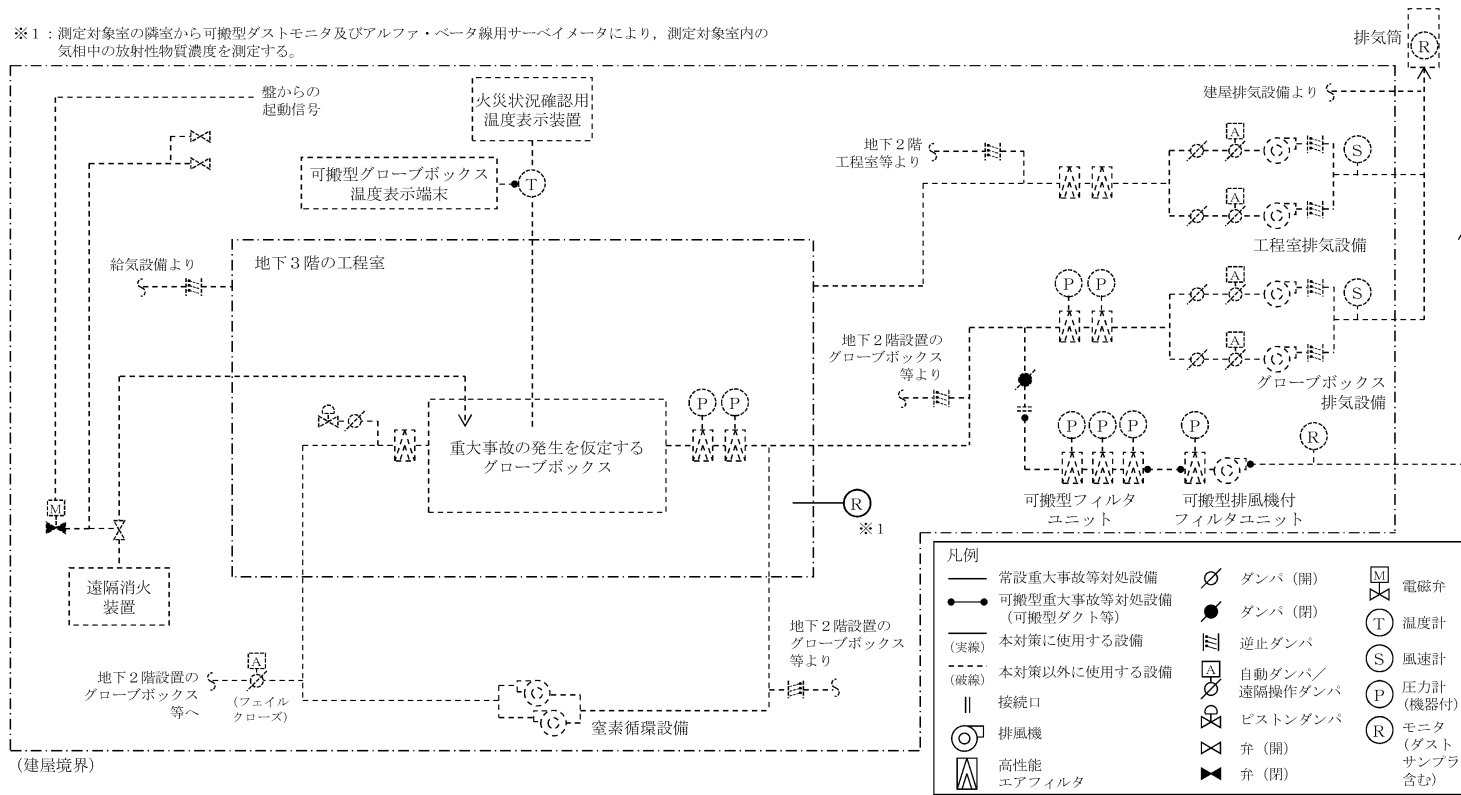 ※1:測定対象室の隣室から可搬型ダストモニタ及びアルファ・ベータ線用サーベイメータにより,測定対象室内の
気相中の放射性物質濃度を測定する。
排気筒
R
盤からの
起動信号
火災状況確認用
温度表示装置
建屋排気設備より
可搬型グローブボックス
温度表示端末
T
地下2階
工程室等より
A
S
A
工程室排気設備
給気設備より
地下3階の工程室
P
P
A
S
A
グローブボックス
排気設備
地下2階設置の
グローブボックス
等より
P
P
重大事故の発生を仮定する
グローブボックス
P
P
P
P
R
可搬型フィルタ
ユニット
可搬型排風機付
フィルタユニット
R
※1
M
遠隔消火
装置
地下2階設置の
グローブボックス
等より
地下2階設置の
グローブボックス
等へ
A
(フェイル
クローズ)
窒素循環設備
(建屋境界)
凡例
常設重大事故等対処設備
可搬型重大事故等対処設備
(可搬型ダクト等)
(実線)
本対策に使用する設備
(破線)
本対策以外に使用する設備
接続口
排風機
高性能
エアフィルタ
ダンパ(開)
ダンパ(閉)
逆止ダンパ
A
自動ダンパ/
遠隔操作ダンパ
ピストンダンパ
弁(開)
弁(閉)
M
電磁弁
T
温度計
S
風速計
P
圧力計
(機器付)
R
モニタ
(ダスト
サンプラ
含む)